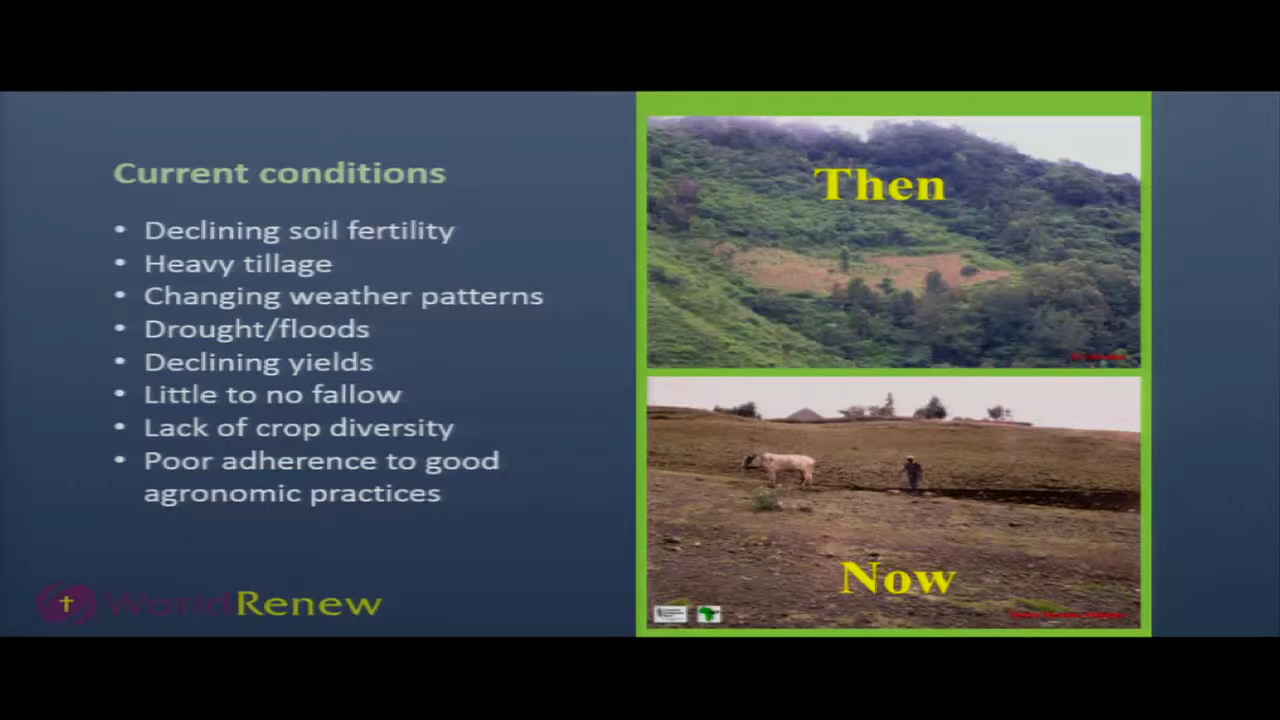 Current conditions
• Declining soil fertility
• Heavy tillage
• Changing weather patterns
• Drought/floods
• Declining yields
• Little to no fallow
• Lack of crop diversity
• Poor adherence to good
agronomic practices
WorldRenew
Then
Now